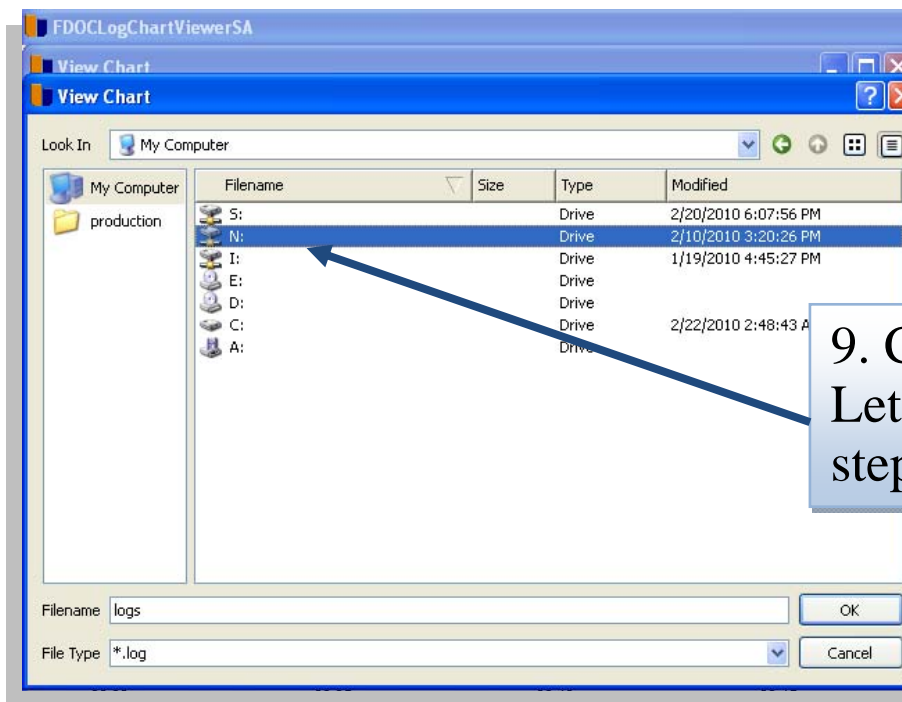 FDOCLogChartViewerSA
View Chart
View Chart
Look In My Computer
My Computer
production
Filename Size Type Modified
S: Drive 2/20/2010 6:07:56 PM
N: Drive 2/10/2010 3:20:26 PM
I: Drive 1/19/2010 4:45:27 PM
E: Drive
D: Drive
C: Drive 2/22/2010 2:48:43 A
A: Drive
9. C
Let
step
Filename logs OK
File Type *.log Cancel